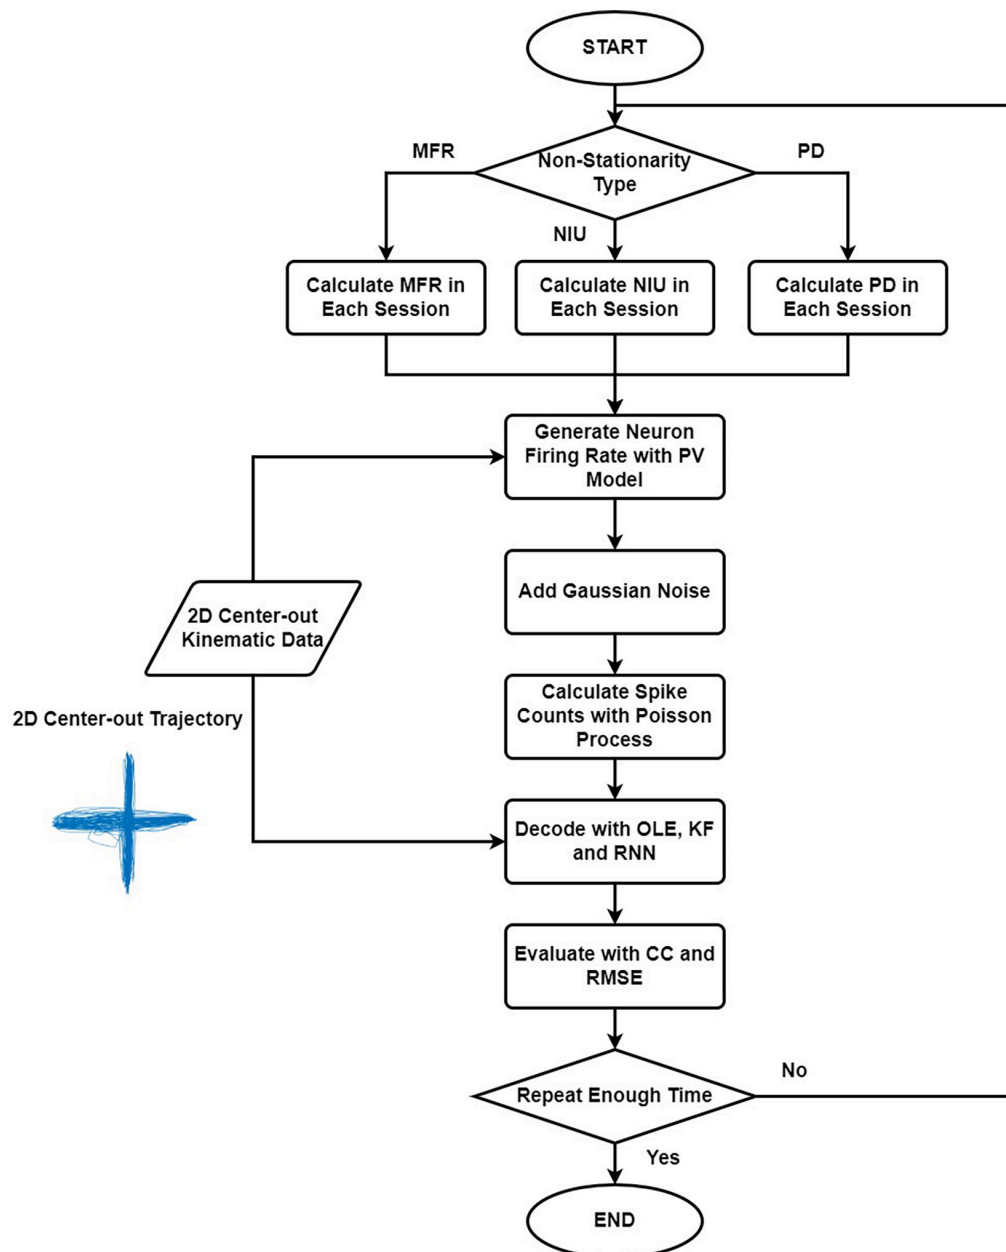 START
Non-Stationarity
Type
MFR
PD
NIU
Calculate MFR in
Each Session
Calculate NIU in
Each Session
Calculate PD in
Each Session
Generate Neuron
Firing Rate with PV
Model
Add Gaussian Noise
2D Center-out
Kinematic Data
Calculate Spike
Counts with Poisson
Process
2D Center-out Trajectory
Decode with OLE, KF
and RNN
Evaluate with CC and
RMSE
Repeat Enough Time
No
Yes
END